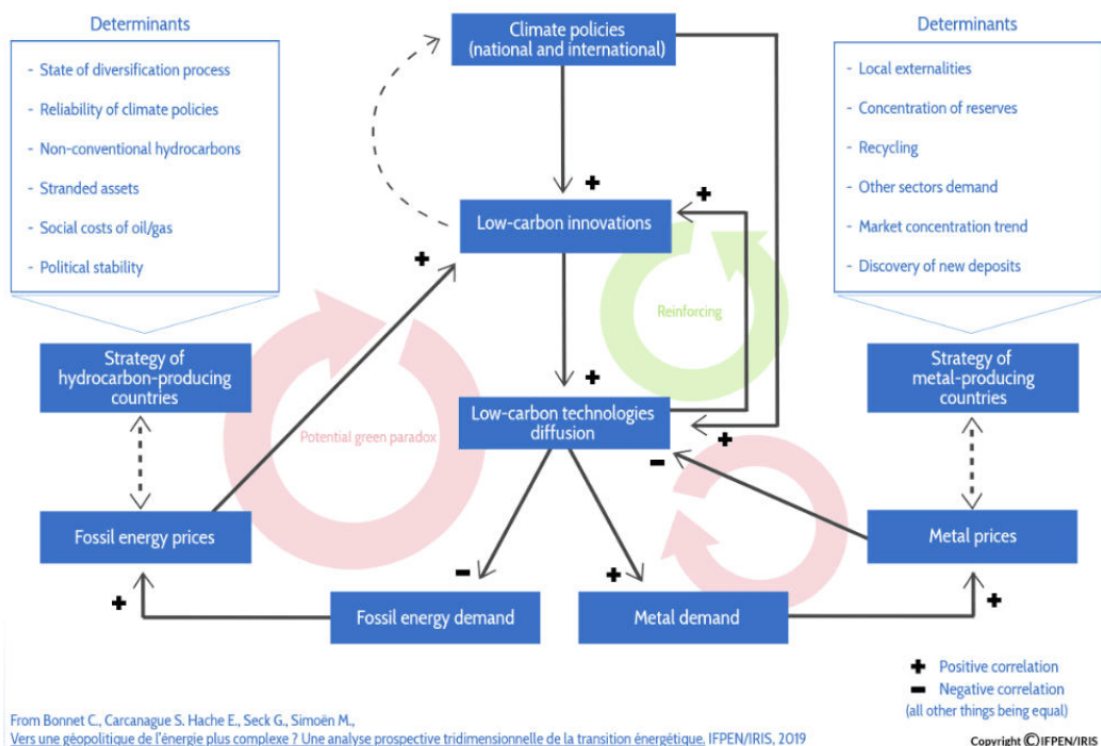 Determinants
- State of diversification process
- Reliability of climate policies
- Non-conventional hydrocarbons
- Stranded assets
- Social costs of oil/gas
- Political stability
Climate policies
(national and international)
Determinants
- Local externalities
- Concentration of reserves
- Recycling
- Other sectors demand
- Market concentration trend
- Discovery of new deposits
+
+
Low-carbon innovations
+
Reinforcing
Strategy of
hydrocarbon-producing
countries
+
Strategy of
metal-producing
countries
Low-carbon technologies
diffusion
+
Potential green paradox
-
Fossil energy prices
Metal prices
-
+
+
+
Fossil energy demand
Metal demand
+ Positive correlation
- Negative correlation
(all other things being equal)
From Bonnet C., Carcanague S. Hache E., Seck G., Simoën M.,
Vers une géopolitique de l'énergie plus complexe ? Une analyse prospective tridimensionnelle de la transition énergétique. IFPEN/IRIS, 2019
Copyright ©IFPEN/IRIS